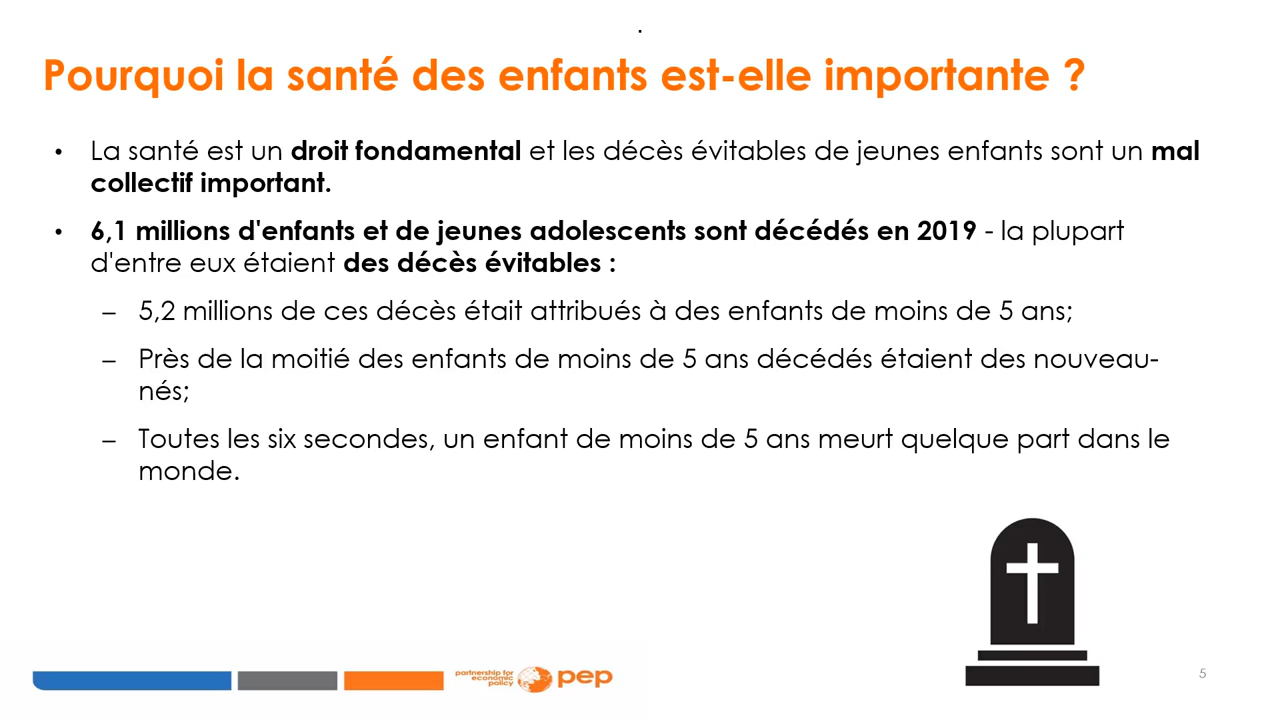 .
Pourquoi la santé des enfants est-elle importante ?
• La santé est un droit fondamental et les décès évitables de jeunes enfants sont un mal
collectif important.
• 6,1 millions d'enfants et de jeunes adolescents sont décédés en 2019 - la plupart
d'entre eux étaient des décès évitables :
– 5,2 millions de ces décès était attribués à des enfants de moins de 5 ans;
– Près de la moitié des enfants de moins de 5 ans décédés étaient des nouveau-
nés;
– Toutes les six secondes, un enfant de moins de 5 ans meurt quelque part dans le
monde.
partnership for
economic
policy
pep
5